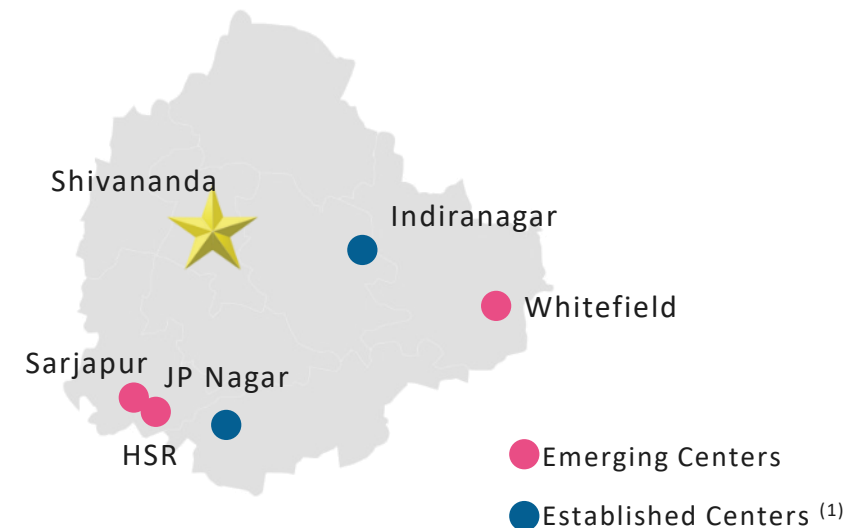 Shivananda
Indiranagar
Whitefield
Sarjapur
JP Nagar
HSR
Emerging Centers
Established Centers (1)